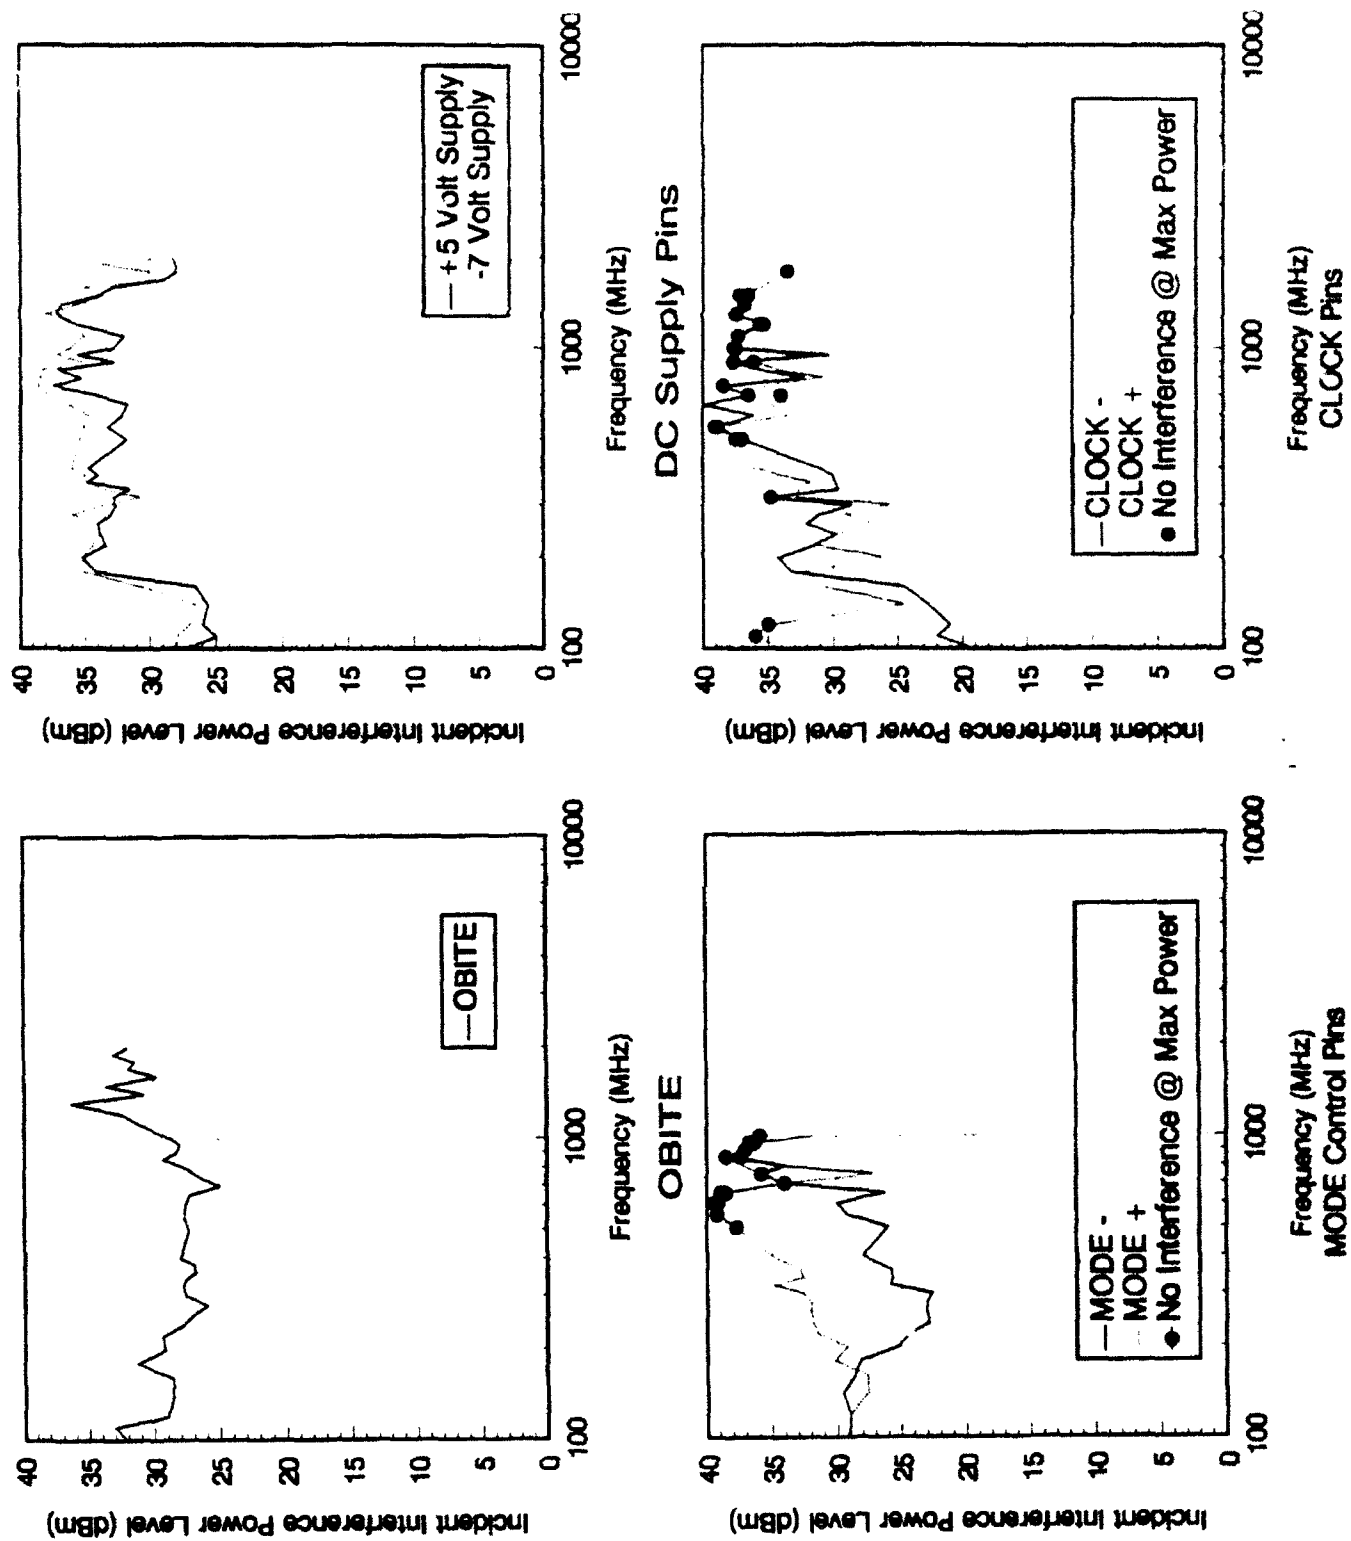 Incident Interference Power Level (dBm)
40
35
30
25
20
15
10
5
0
100
1000
10000
OBITE
Frequency (MHz)
OBITE
Incident Interference Power Level (dBm)
40
35
30
25
20
15
10
5
0
100
1000
10000
+5 Volt Supply
-7 Volt Supply
Frequency (MHz)
DC Supply Pins
Incident Interference Power Level (dBm)
40
35
30
25
20
15
10
5
0
100
1000
10000
MODE -
MODE +
No Interference @ Max Power
Frequency (MHz)
MODE Control Pins
Incident Interference Power Level (dBm)
40
35
30
25
20
15
10
5
0
100
1000
10000
CLOCK -
CLOCK +
No Interference @ Max Power
Frequency (MHz)
CLOCK Pins